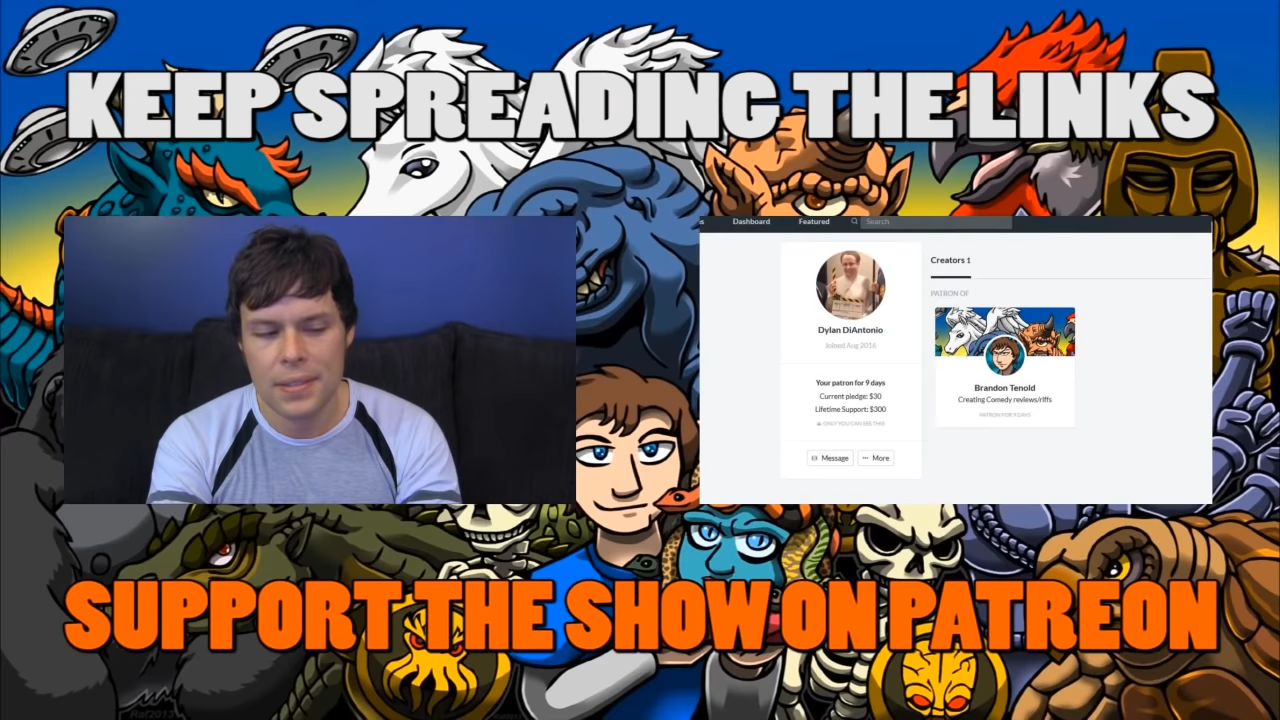 KEEP SPREADING THE LINKS
Dashboard
Featured
Search
Creators 1
PATRON OF
Dylan DiAntonio
Joined Aug 2016
Your patron for 9 days
Current pledge: $30
Lifetime Support: $300
ONLY YOU CAN SEE THIS
Message
More
Brandon Tenold
Creating Comedy reviews/riffs
PATRON FOR 9 DAYS
SUPPORT THE SHOW ON PATREON